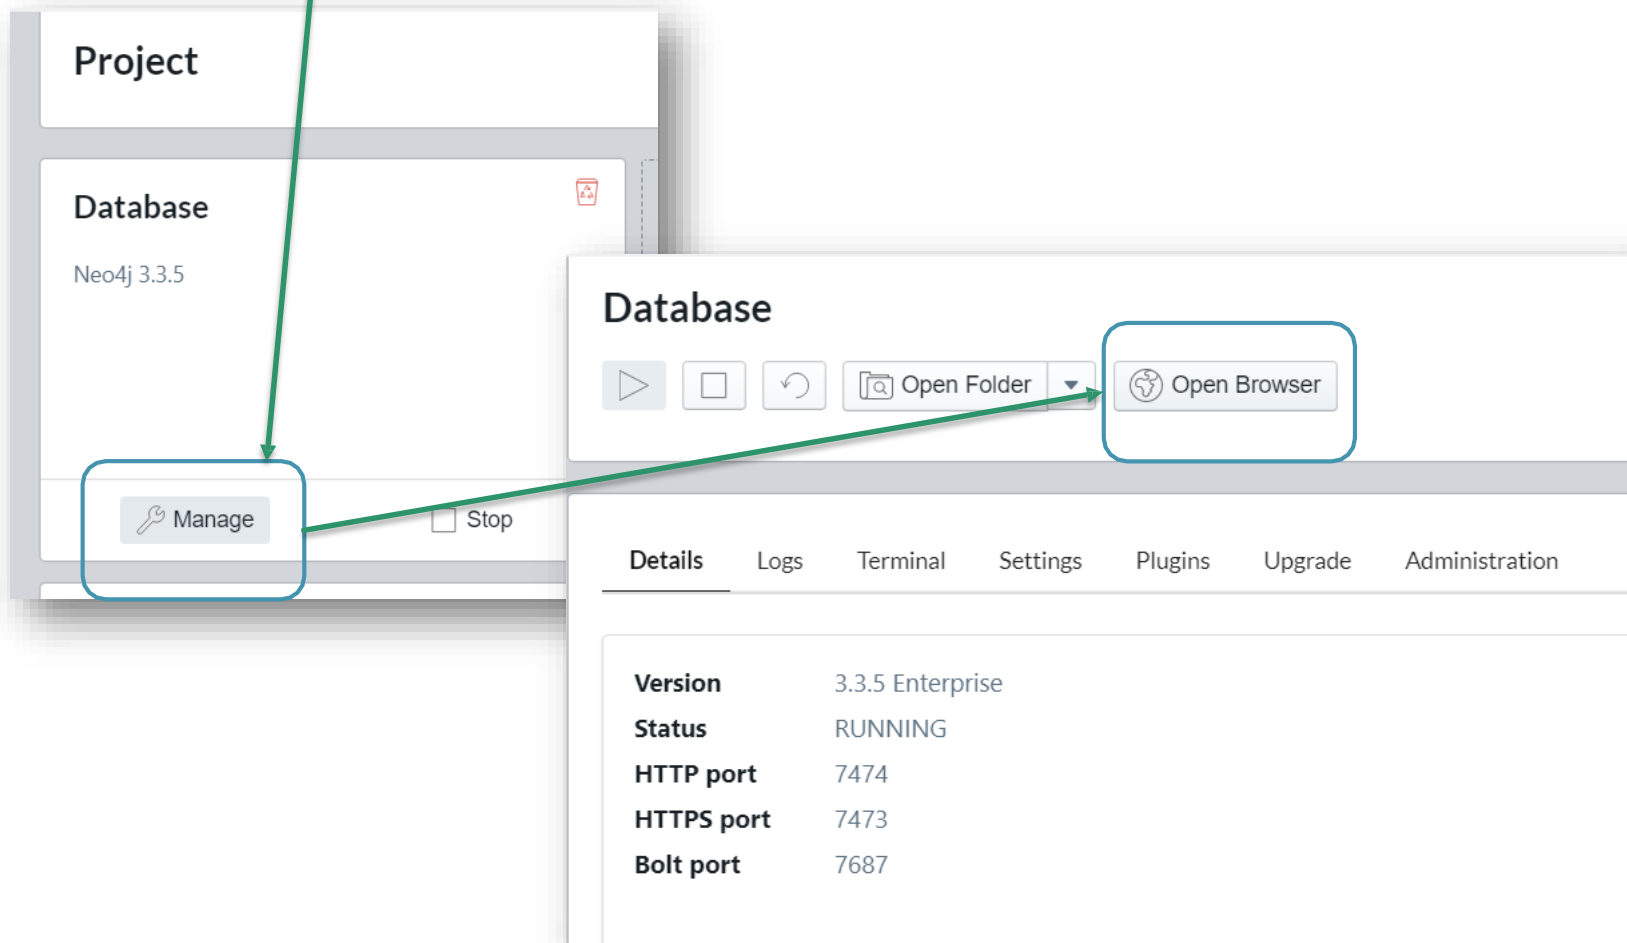 Project
Database
Neo4j 3.3.5
Manage
Stop
Database
Open Folder
Open Browser
Details Logs Terminal Settings Plugins Upgrade Administration
Version 3.3.5 Enterprise
Status RUNNING
HTTP port 7474
HTTPS port 7473
Bolt port 7687